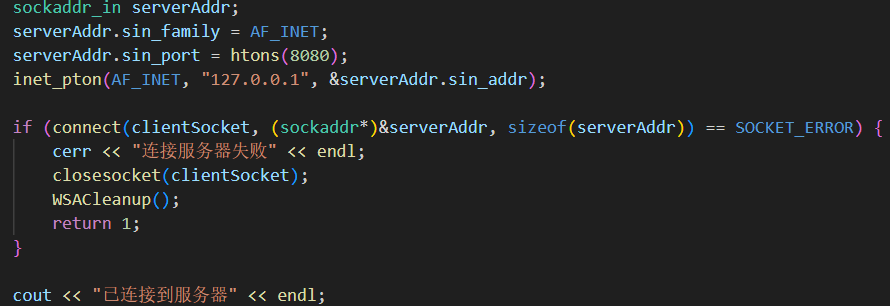 sockaddr_in serverAddr;
serverAddr.sin_family = AF_INET;
serverAddr.sin_port = htons(8080);
inet_pton(AF_INET, "127.0.0.1", &serverAddr.sin_addr);

if (connect(clientSocket, (sockaddr*)&serverAddr, sizeof(serverAddr)) == SOCKET_ERROR) {
    cerr << "连接服务器失败" << endl;
    closesocket(clientSocket);
    WSACleanup();
    return 1;
}

cout << "已连接到服务器" << endl;